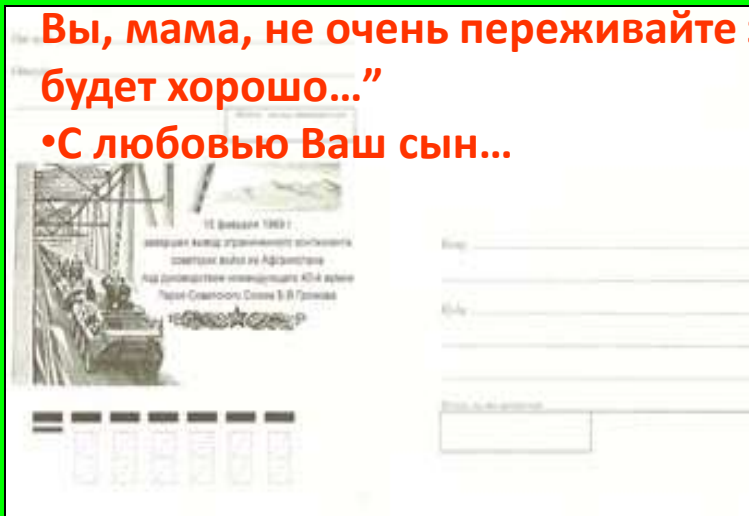 Вы, мама, не очень переживайте
будет хорошо…”
•С любовью Ваш сын…
15 февраля 1989 г.
завершен вывод ограниченного контингента
советских войск из Афганистана
под руководством командующего 40-й армии
Героя Советского Союза Б.В.Громова
Кому
Куда